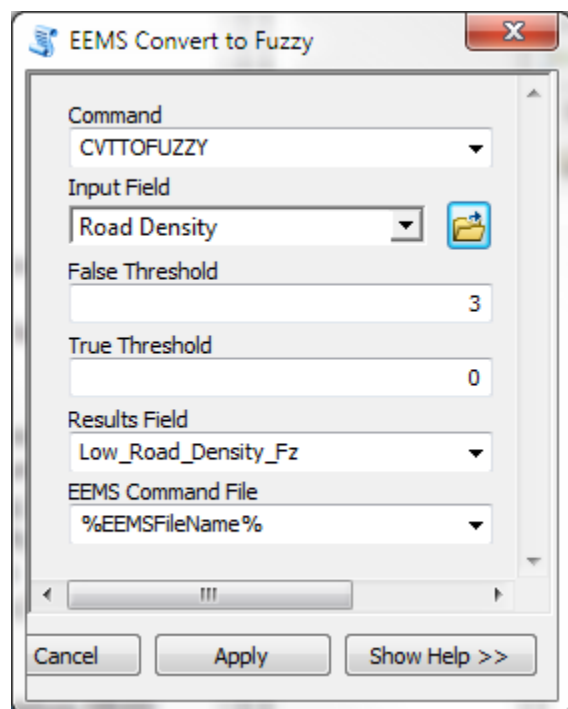 EEMS Convert to Fuzzy
Command
CVTTOFUZZY
Input Field
Road Density
False Threshold
3
True Threshold
0
Results Field
Low_Road_Density_Fz
EEMS Command File
%EEMSFileName%
Cancel Apply Show Help >>